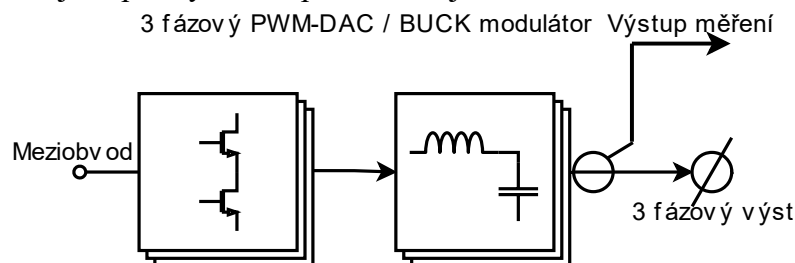 3 fázový PWM-DAC / BUCK modulátor Výstup měření
Meziobvod
3 fázový výst